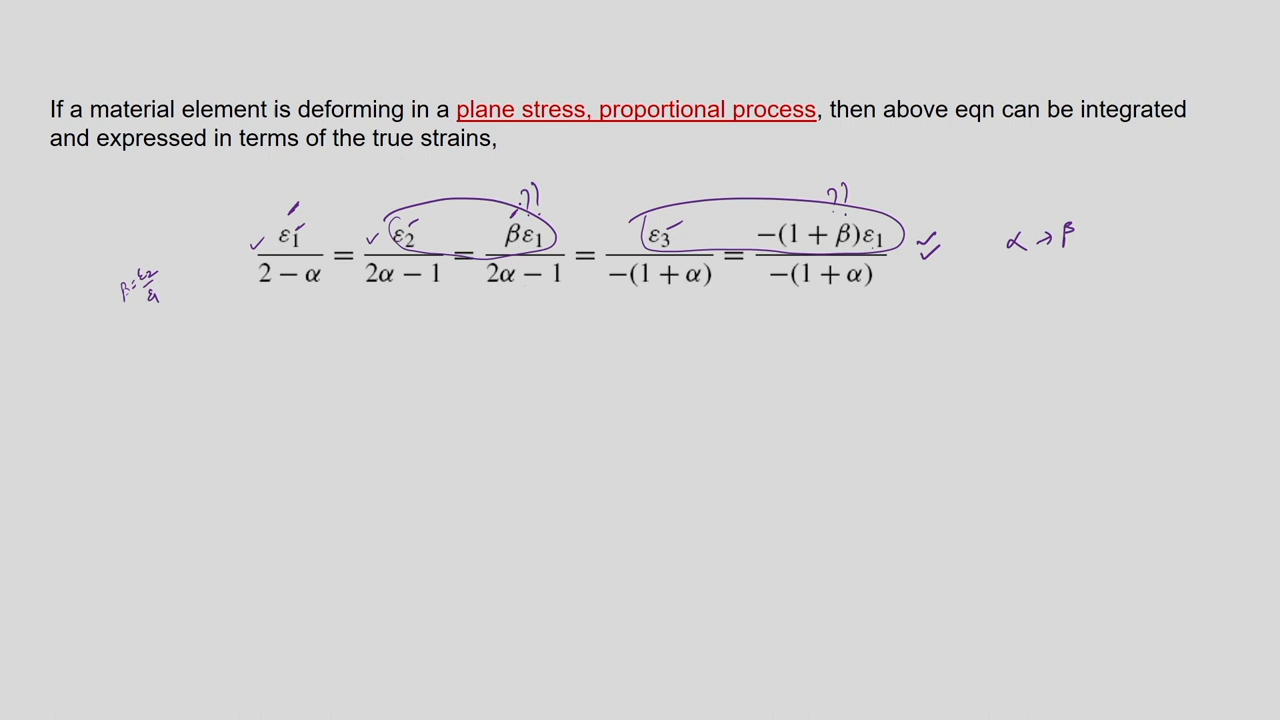 If a material element is deforming in a plane stress, proportional process, then above eqn can be integrated
and expressed in terms of the true strains,
?? ??
ε1 / (2 − α) = ε2 / (2α − 1) = βε1 / (2α − 1) = ε3 / −(1 + α) = −(1 + β)ε1 / −(1 + α)
α → β
β = ε2 / ε1